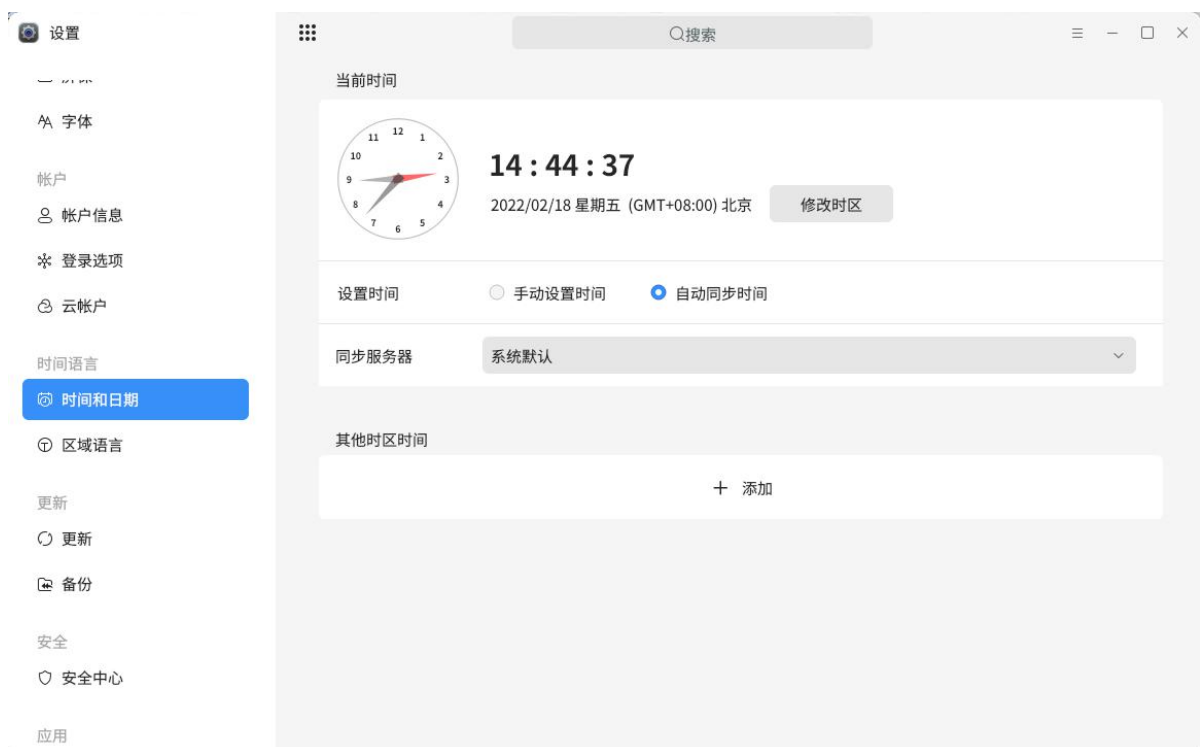 设置
搜索
字体
帐户
帐户信息
登录选项
云帐户
时间语言
时间和日期
区域语言
更新
更新
备份
安全
安全中心
应用
当前时间
12
1
2
3
4
5
6
7
8
9
10
11
14 : 44 : 37
2022/02/18 星期五 (GMT+08:00) 北京 修改时区
设置时间 手动设置时间 自动同步时间
同步服务器 系统默认
其他时区时间
添加